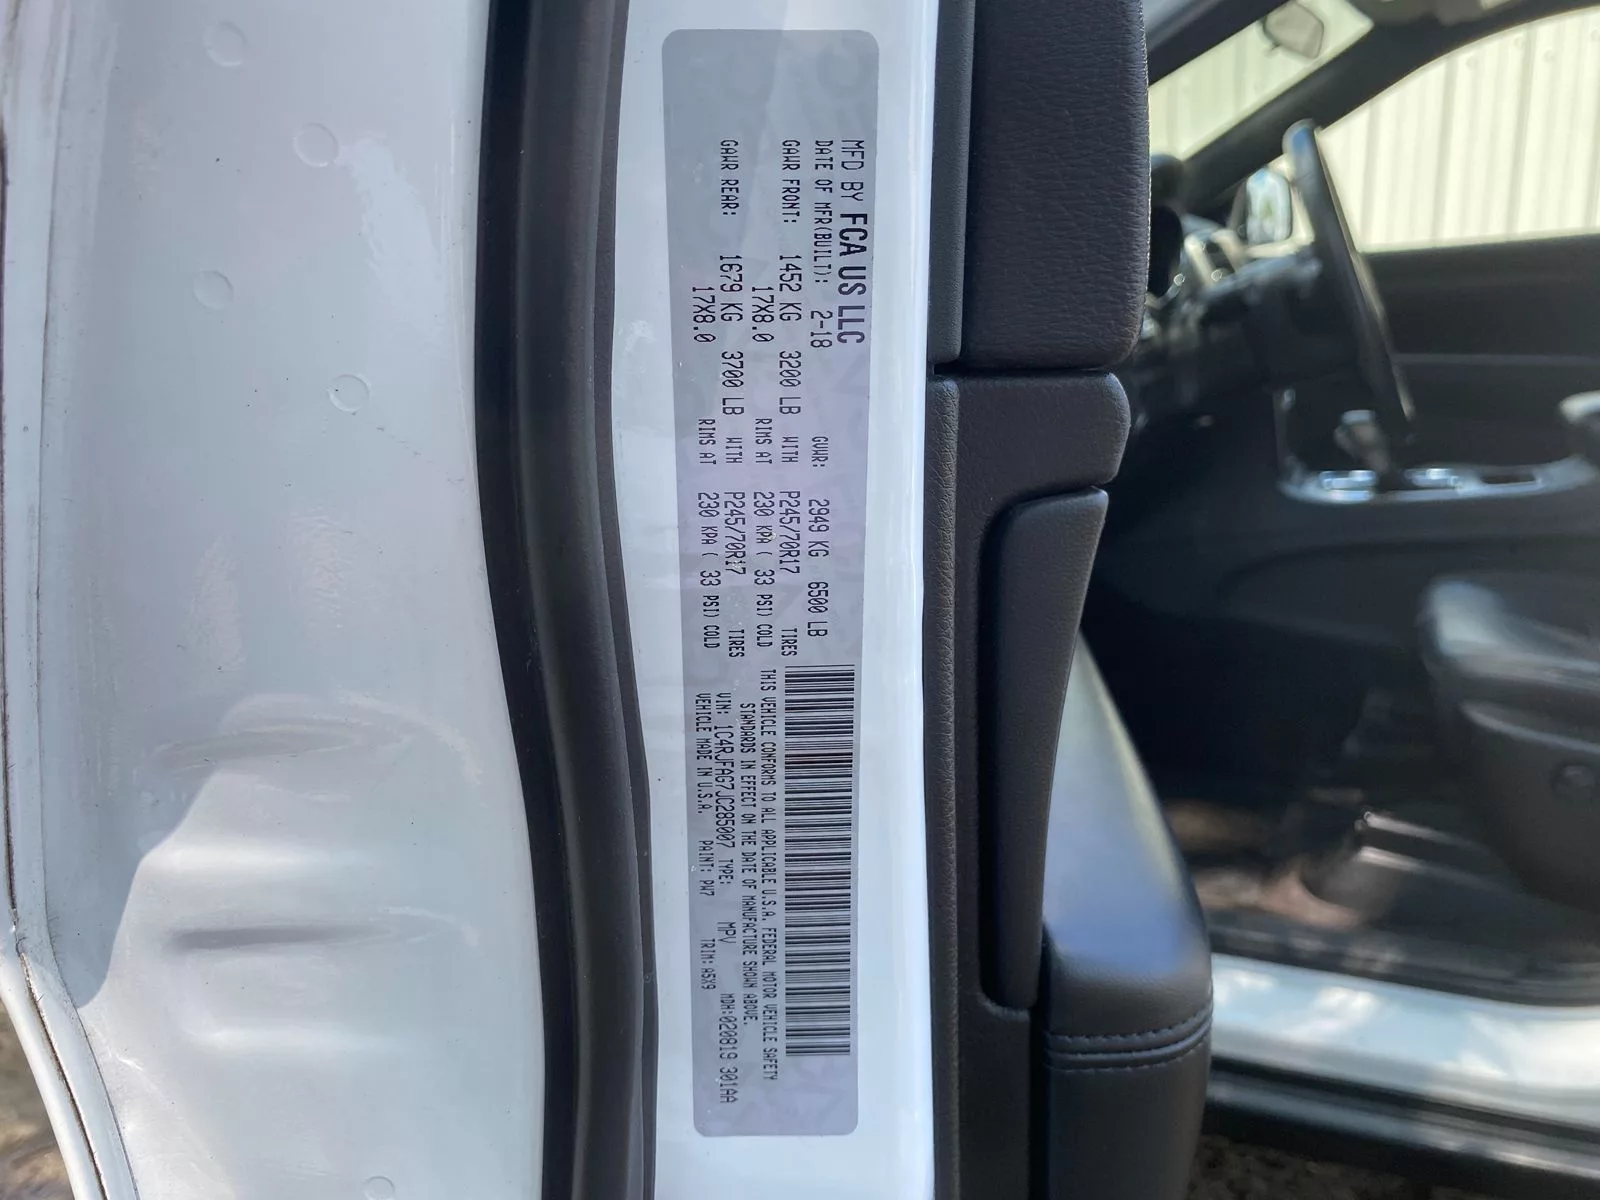 MFD BY FCA US LLC
DATE OF MFR(BUILT): 2-18 GVWR: 2949 KG 6500 LB
GAWR FRONT: 1452 KG 3200 LB WITH P245/70R17 TIRES
17X8.0 RIMS AT 230 KPA ( 33 PSI) COLD
GAWR REAR: 1679 KG 3700 LB WITH P245/70R17 TIRES
17X8.0 RIMS AT 230 KPA ( 33 PSI) COLD
THIS VEHICLE CONFORMS TO ALL APPLICABLE U.S.A. FEDERAL MOTOR VEHICLE SAFETY
STANDARDS IN EFFECT ON THE DATE OF MANUFACTURE SHOWN ABOVE.
VIN: 1C4RJFAG7JC285007 TYPE: MPV MDH:020819 301AA
VEHICLE MADE IN U.S.A. PAINT: PW7 TRIM: A5X9